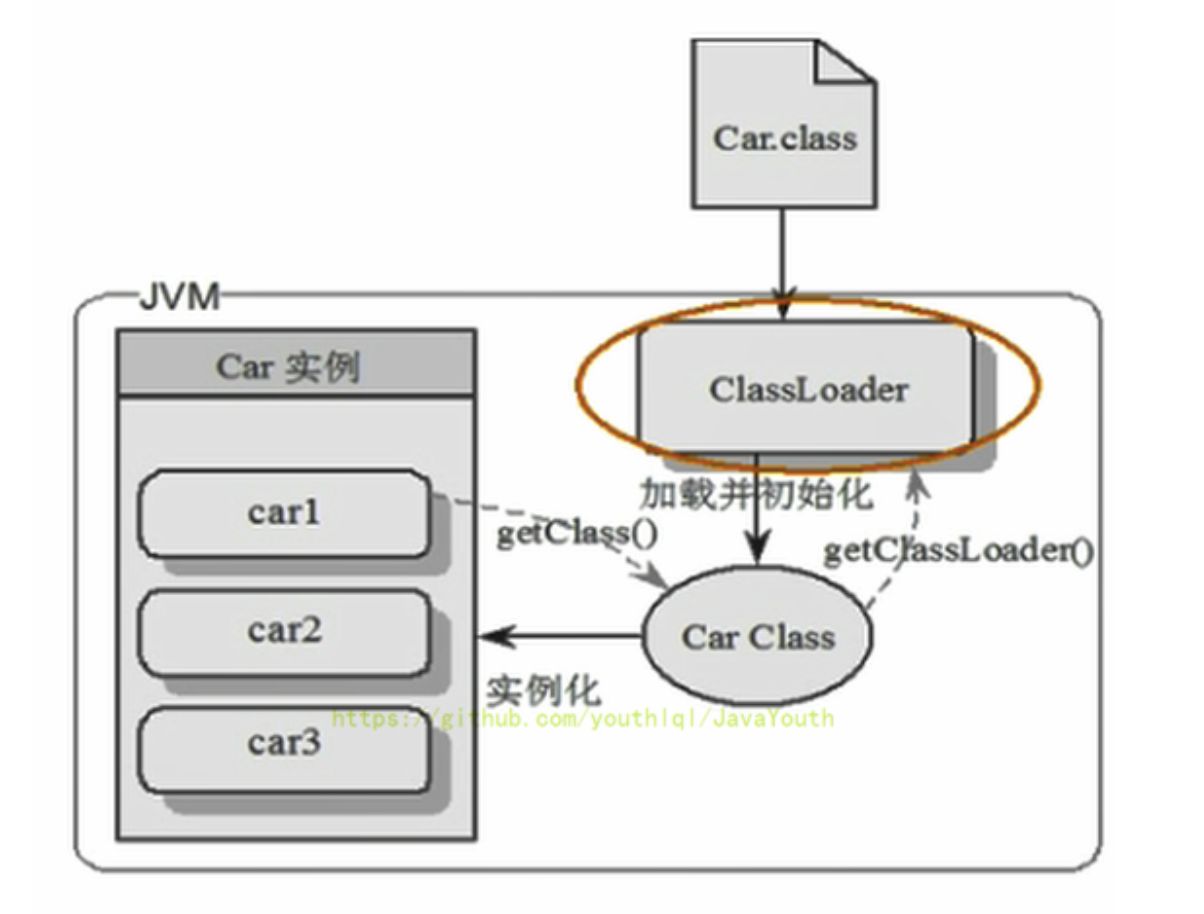 Car.class
JVM
Car 实例
ClassLoader
car1
加载并初始化
getClass()
getClassLoader()
car2
Car Class
实例化
https://github.com/youthlql/JavaYouth
car3